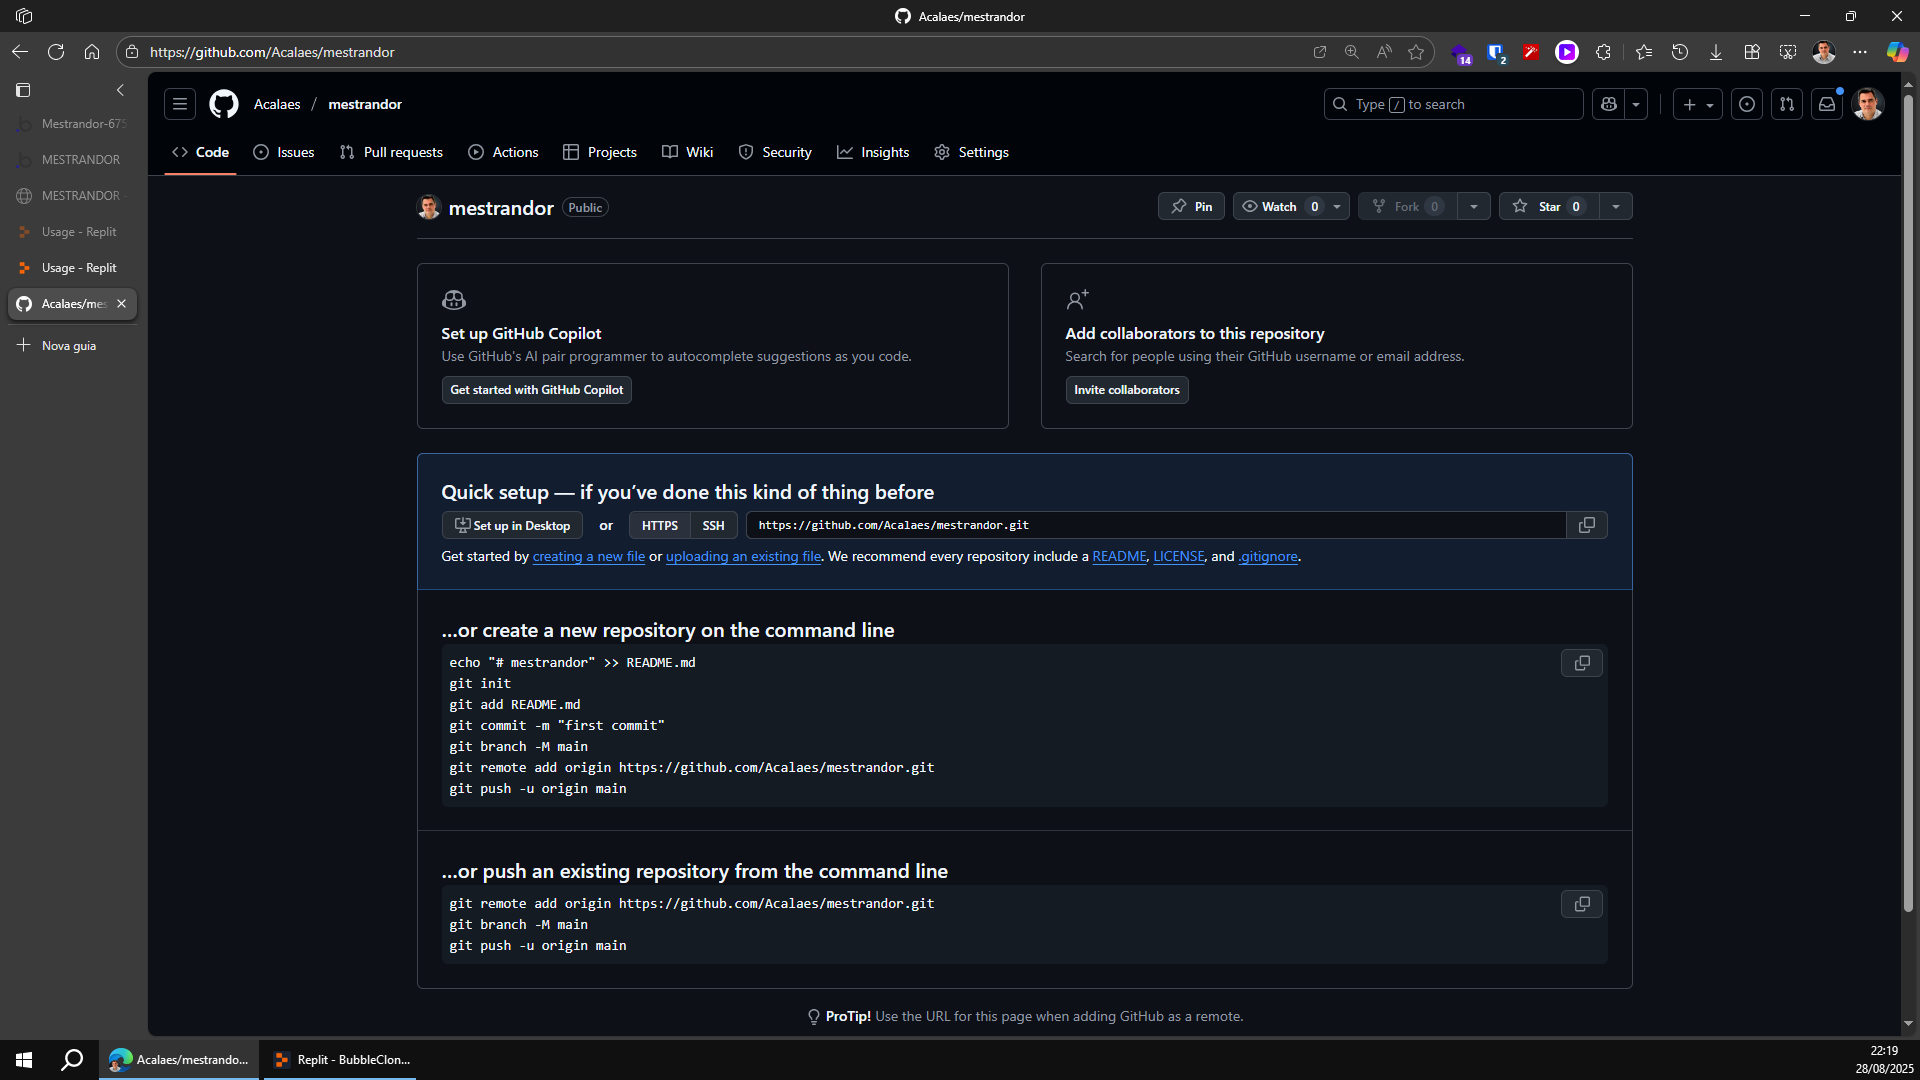 Acalaes/mestrandor
https://github.com/Acalaes/mestrandor
14
2
Mestrandor-675
MESTRANDOR
MESTRANDOR -
Usage - Replit
Usage - Replit
Acalaes/mes
Nova guia
Acalaes / mestrandor
Type / to search
Code
Issues
Pull requests
Actions
Projects
Wiki
Security
Insights
Settings
mestrandor
Public
Pin
Watch 0
Fork 0
Star 0
Set up GitHub Copilot
Use GitHub's AI pair programmer to autocomplete suggestions as you code.
Get started with GitHub Copilot
Add collaborators to this repository
Search for people using their GitHub username or email address.
Invite collaborators
Quick setup — if you’ve done this kind of thing before
Set up in Desktop or HTTPS SSH https://github.com/Acalaes/mestrandor.git
Get started by creating a new file or uploading an existing file. We recommend every repository include a README, LICENSE, and .gitignore.
…or create a new repository on the command line
echo "# mestrandor" >> README.md
git init
git add README.md
git commit -m "first commit"
git branch -M main
git remote add origin https://github.com/Acalaes/mestrandor.git
git push -u origin main
…or push an existing repository from the command line
git remote add origin https://github.com/Acalaes/mestrandor.git
git branch -M main
git push -u origin main
ProTip! Use the URL for this page when adding GitHub as a remote.
Acalaes/mestrando...
Replit - BubbleClon...
22:19
28/08/2025